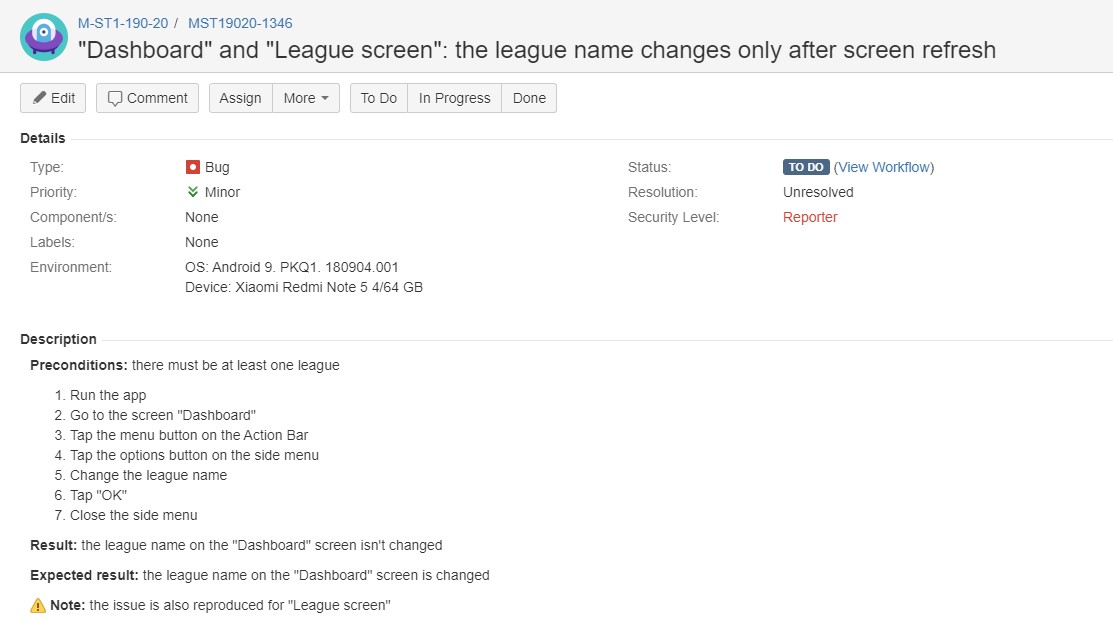 M-ST1-190-20 / MST19020-1346
"Dashboard" and "League screen": the league name changes only after screen refresh
Edit Comment Assign More To Do In Progress Done
Details
Type: Bug Status: TO DO (View Workflow)
Priority: Minor Resolution: Unresolved
Component/s: None Security Level: Reporter
Labels: None
Environment: OS: Android 9. PKQ1. 180904.001
Device: Xiaomi Redmi Note 5 4/64 GB
Description
Preconditions: there must be at least one league
1. Run the app
2. Go to the screen "Dashboard"
3. Tap the menu button on the Action Bar
4. Tap the options button on the side menu
5. Change the league name
6. Tap "OK"
7. Close the side menu
Result: the league name on the "Dashboard" screen isn't changed
Expected result: the league name on the "Dashboard" screen is changed
Note: the issue is also reproduced for "League screen"